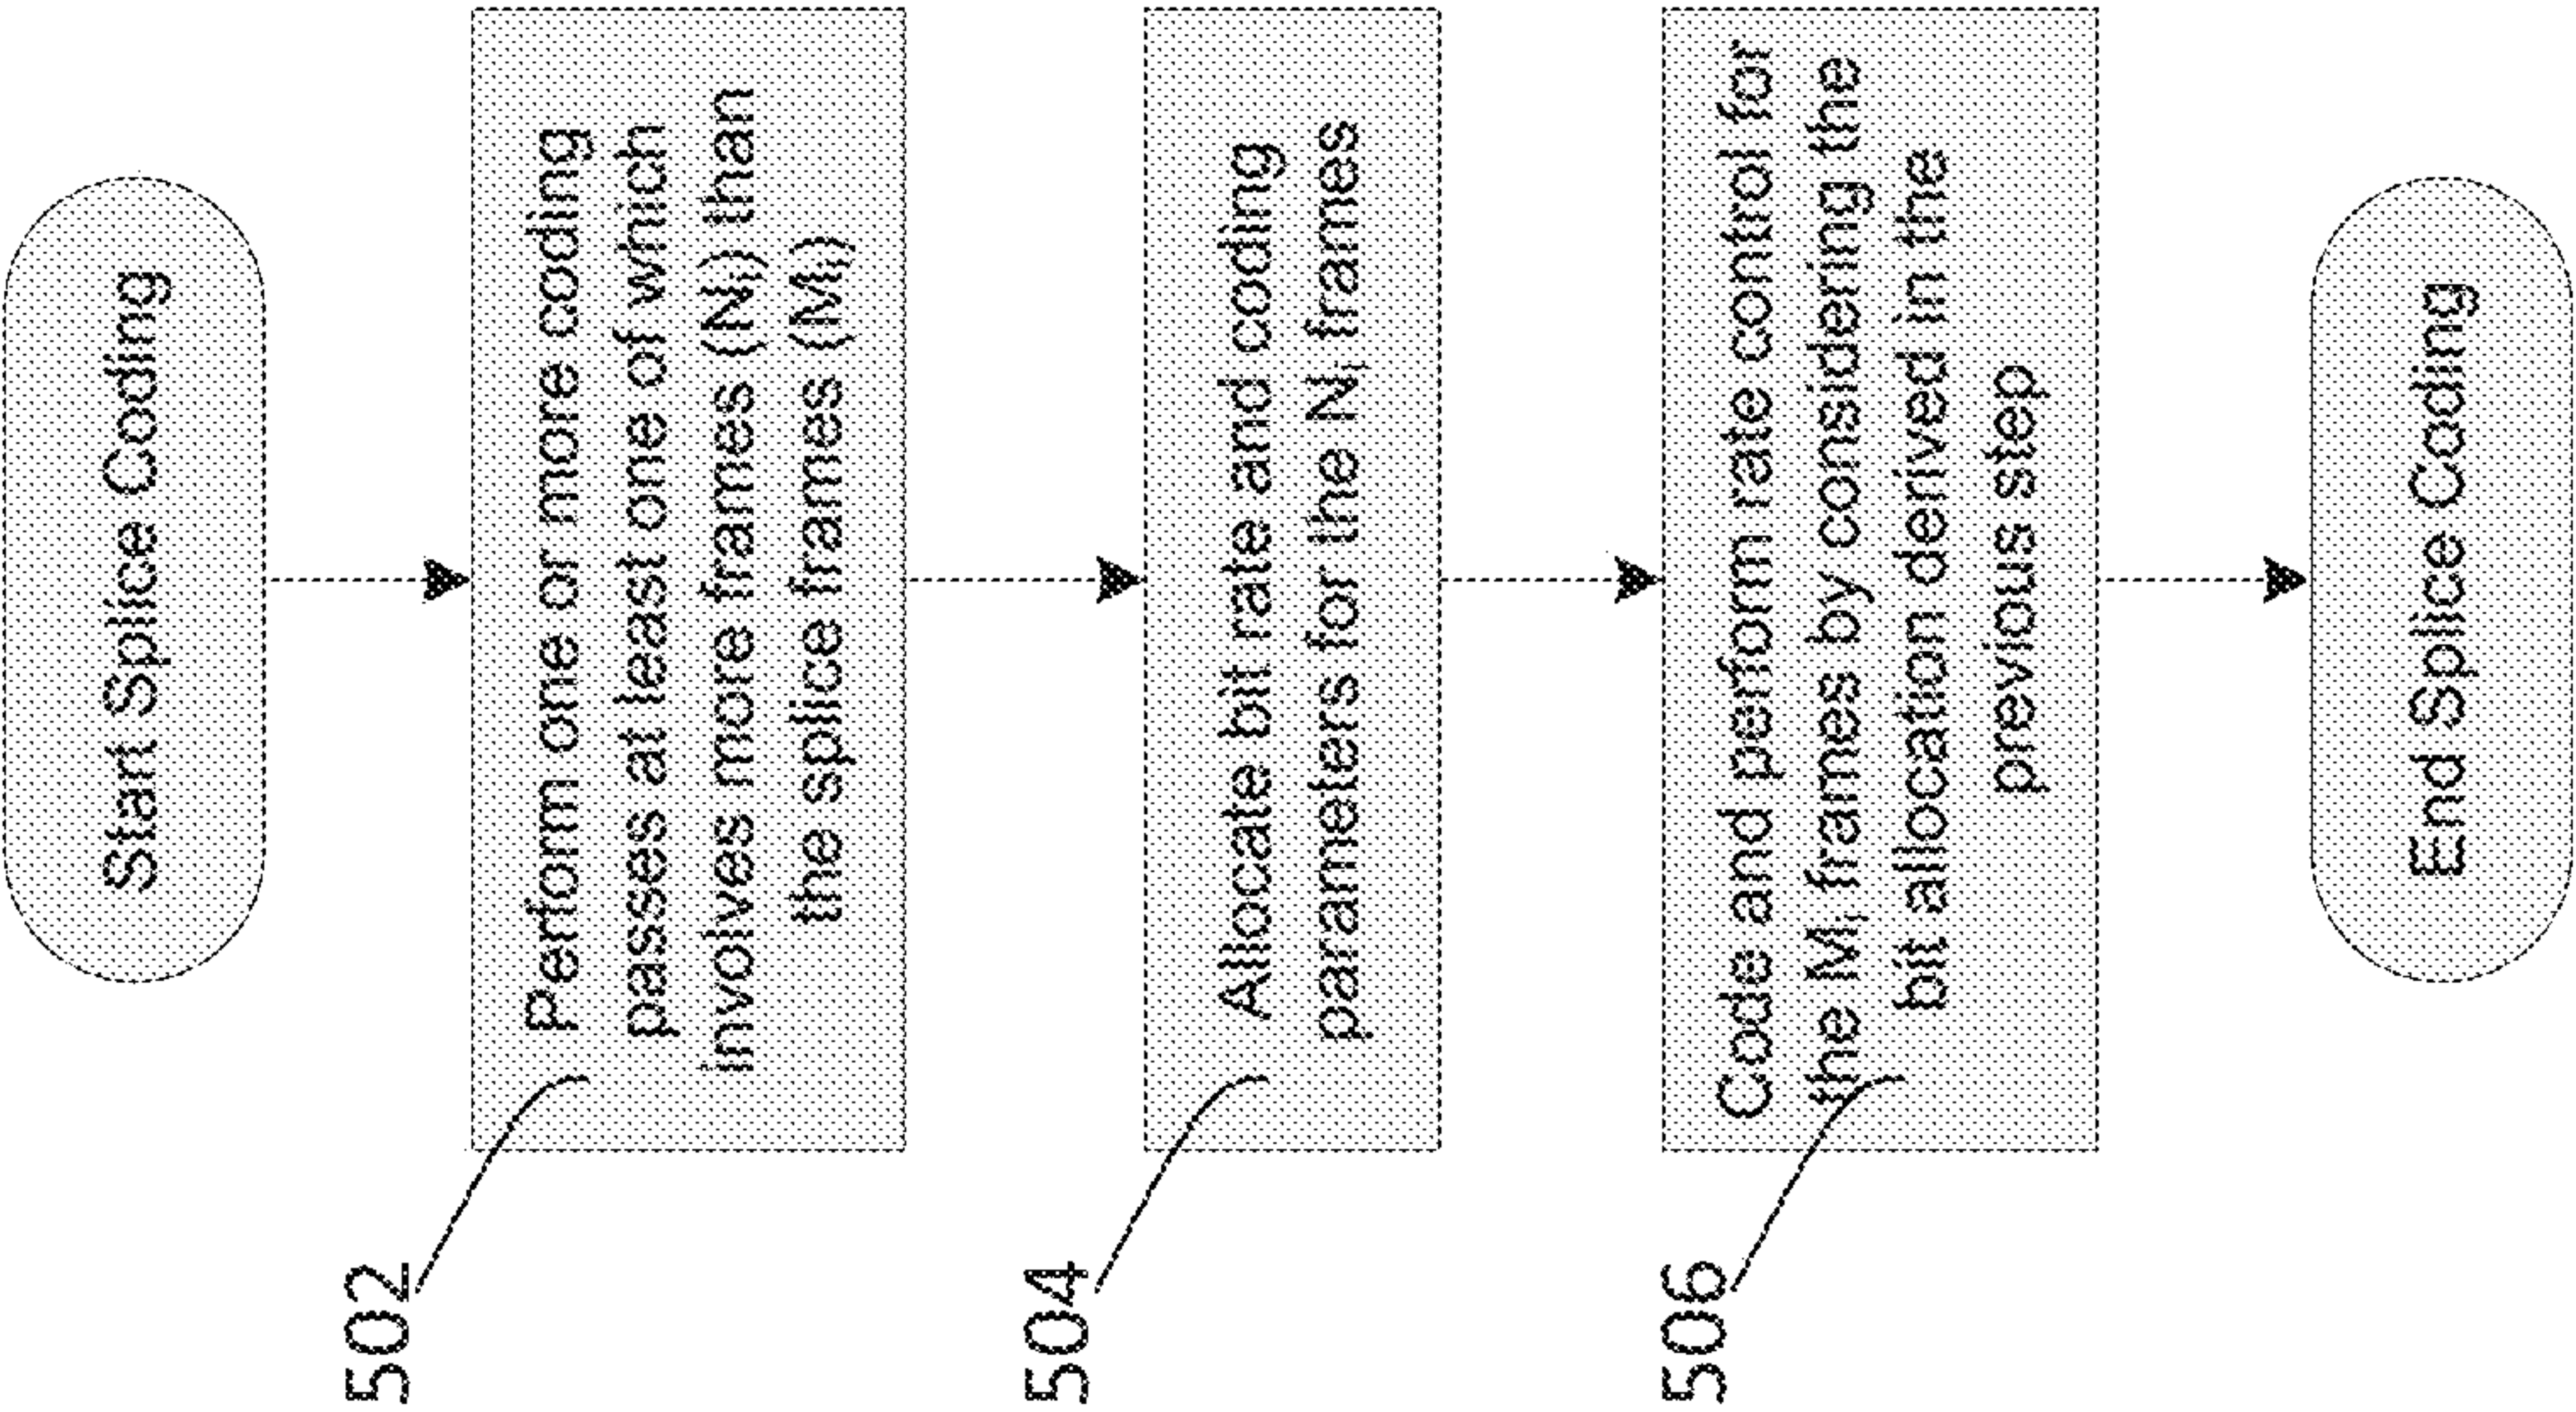 Start Splice Coding
502
Perform one or more coding
passes at least one of which
involves more frames (Nᵢ) than
the splice frames (Mᵢ)
504
Allocate bit rate and coding
parameters for the Nᵢ frames
506
Code and perform rate control for
the Mᵢ frames by considering the
bit allocation derived in the
previous step
End Splice Coding